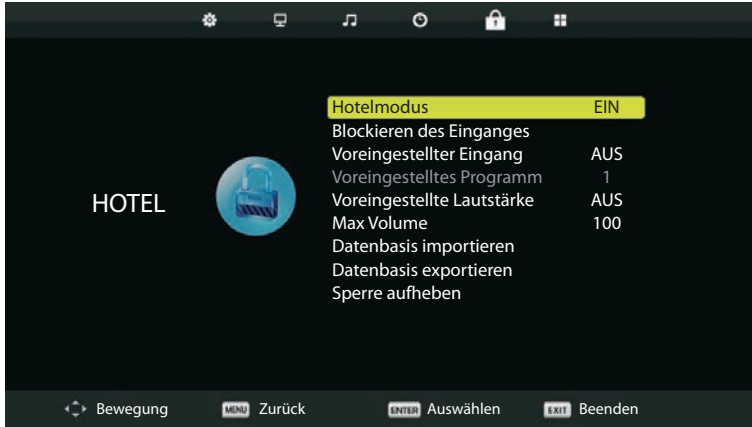 Hotelmodus EIN
Blockieren des Einganges
Voreingestellter Eingang AUS
Voreingestelltes Programm 1
HOTEL
Voreingestellte Lautstärke AUS
Max Volume 100
Datenbasis importieren
Datenbasis exportieren
Sperre aufheben
Bewegung MENU Zurück ENTER Auswählen EXIT Beenden